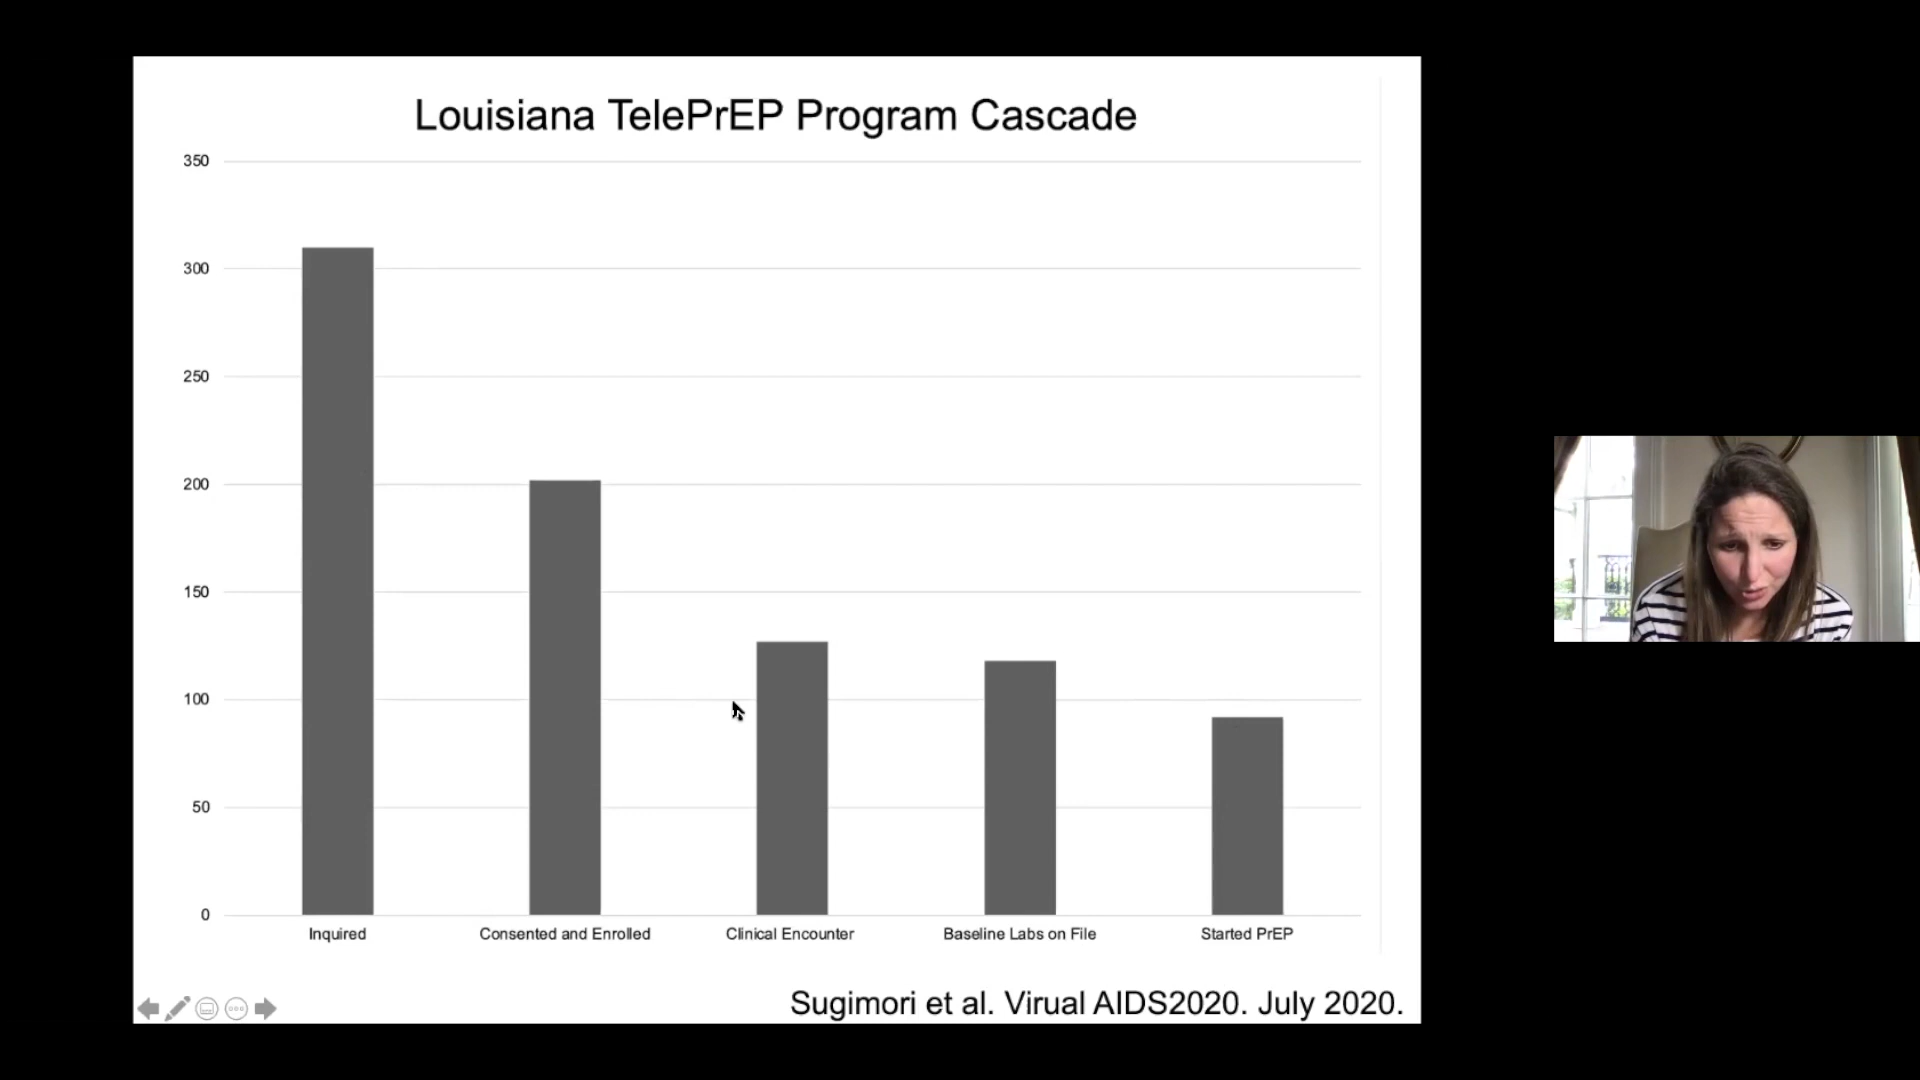 Louisiana TelePrEP Program Cascade
350
300
250
200
150
100
50
0
Inquired Consented and Enrolled Clinical Encounter Baseline Labs on File Started PrEP
Sugimori et al. Virual AIDS2020. July 2020.